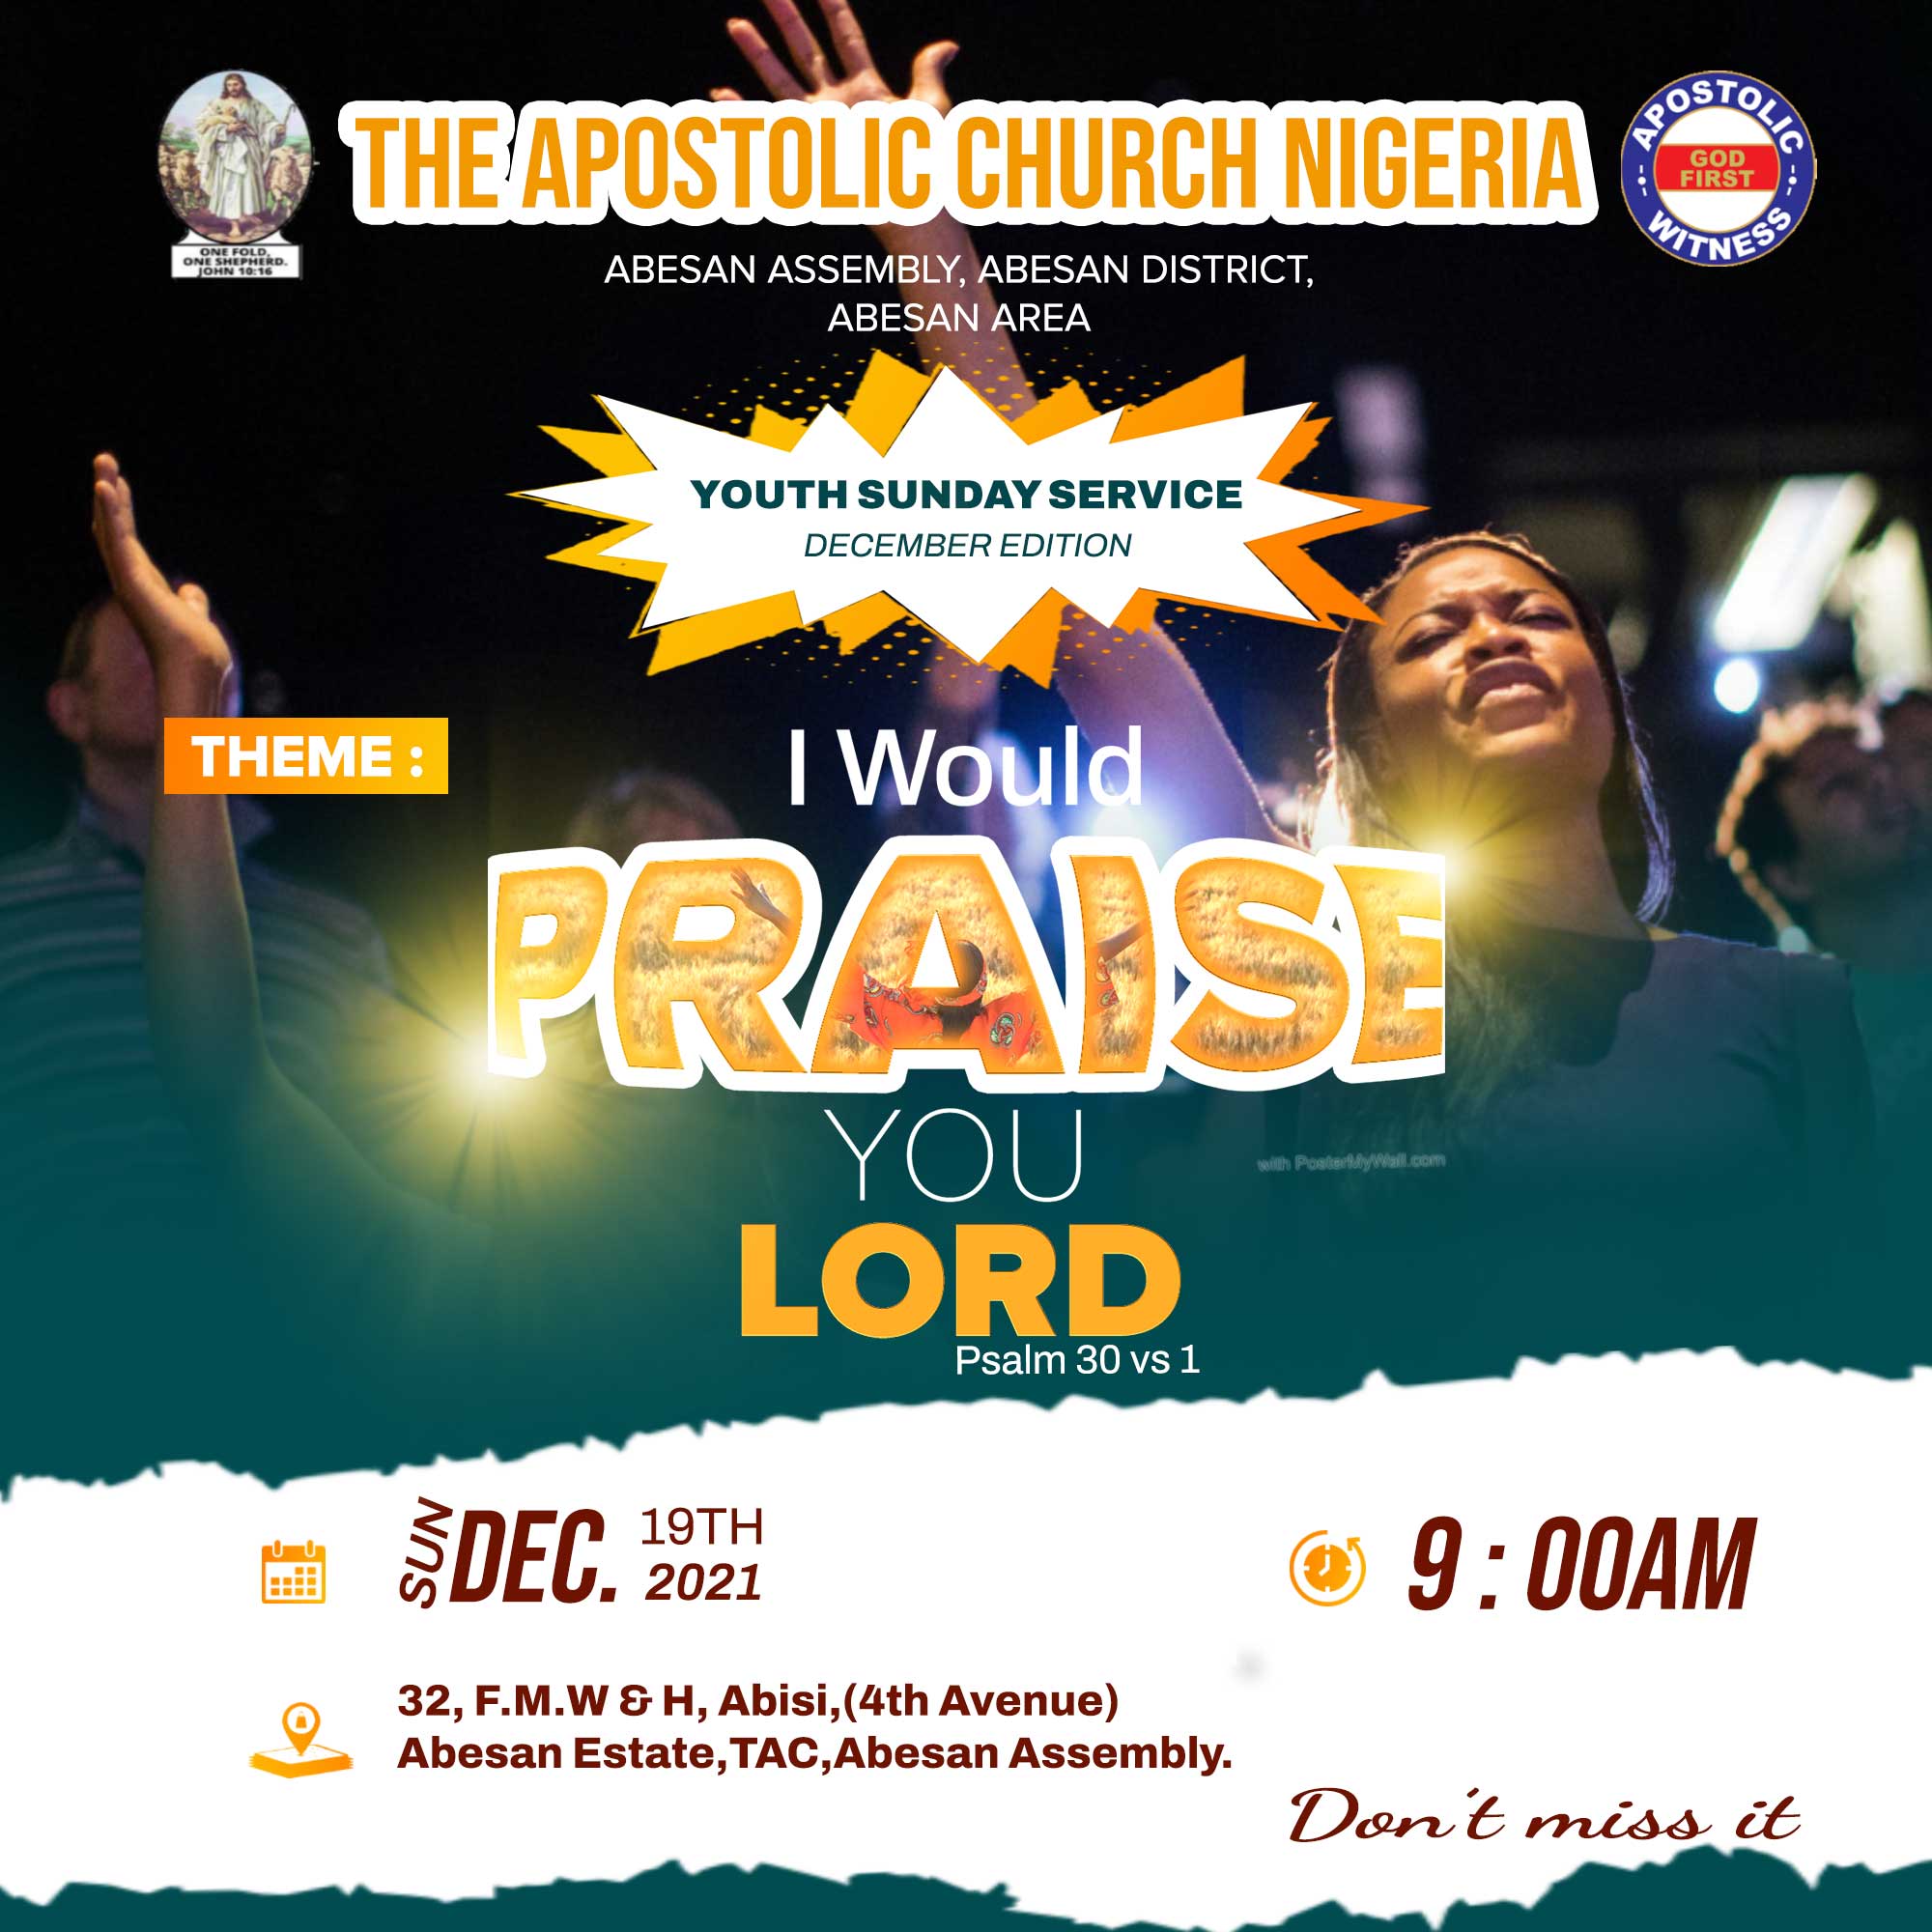 THE APOSTOLIC CHURCH NIGERIA
ONE FOLD,
ONE SHEPHERD.
JOHN 10:16
APOSTOLIC
GOD
FIRST
WITNESS
ABESAN ASSEMBLY, ABESAN DISTRICT,
ABESAN AREA
YOUTH SUNDAY SERVICE
DECEMBER EDITION
THEME :
I Would
PRAISE
YOU
with PosterMyWall.com
LORD
Psalm 30 vs 1
SUN DEC. 19TH
2021
9 : 00AM
32, F.M.W & H, Abisi,(4th Avenue)
Abesan Estate,TAC,Abesan Assembly.
Don't miss it